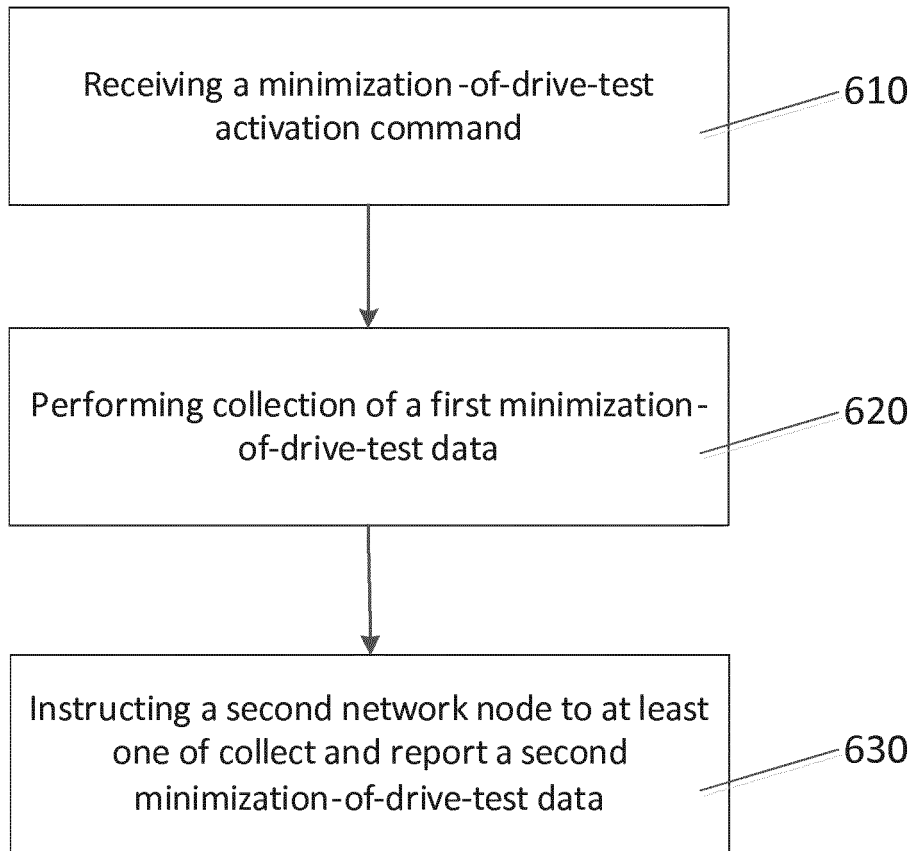 Receiving a minimization-of-drive-test
activation command
610
Performing collection of a first minimization-
of-drive-test data
620
Instructing a second network node to at least
one of collect and report a second
minimization-of-drive-test data
630